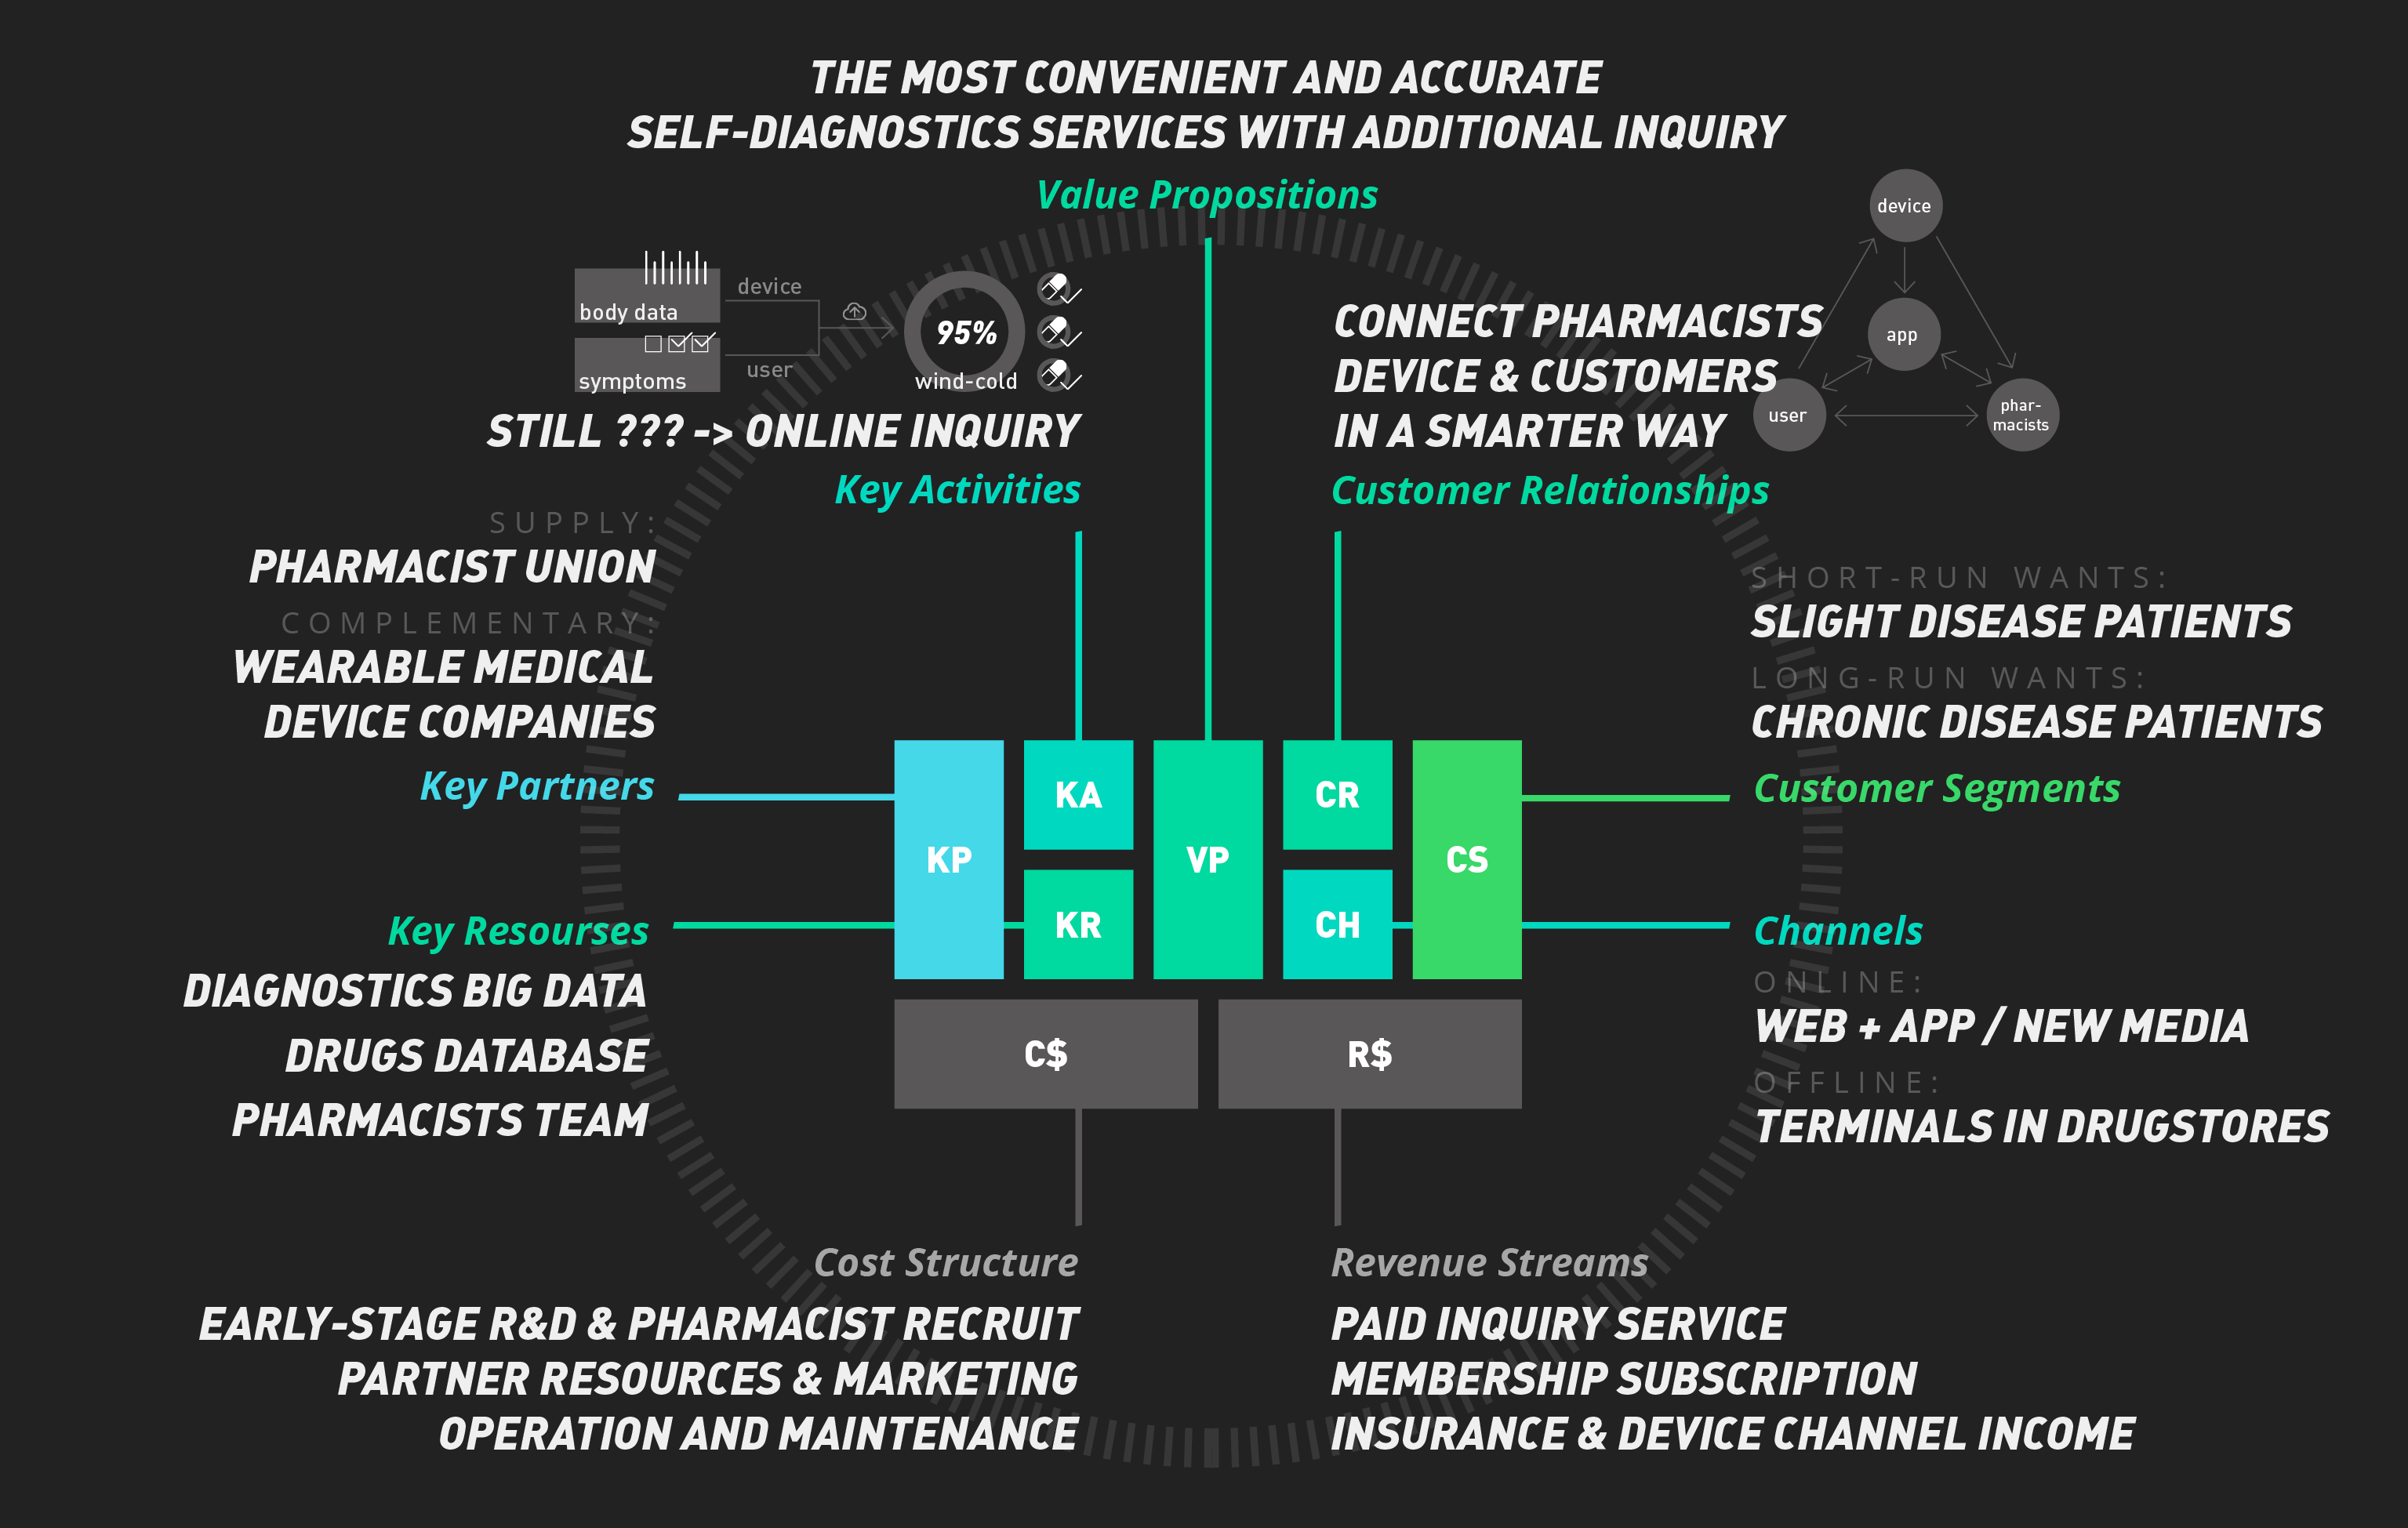 THE MOST CONVENIENT AND ACCURATE
SELF-DIAGNOSTICS SERVICES WITH ADDITIONAL INQUIRY
Value Propositions
body data
symptoms
device
user
95%
wind-cold
STILL ??? -> ONLINE INQUIRY
Key Activities
CONNECT PHARMACISTS
DEVICE & CUSTOMERS
IN A SMARTER WAY
Customer Relationships
device
app
user
phar-
macists
SUPPLY:
PHARMACIST UNION
COMPLEMENTARY:
WEARABLE MEDICAL
DEVICE COMPANIES
Key Partners
SHORT-RUN WANTS:
SLIGHT DISEASE PATIENTS
LONG-RUN WANTS:
CHRONIC DISEASE PATIENTS
Customer Segments
KP
KA
KR
VP
CR
CH
CS
C$
R$
Key Resourses
DIAGNOSTICS BIG DATA
DRUGS DATABASE
PHARMACISTS TEAM
Channels
ONLINE:
WEB + APP / NEW MEDIA
OFFLINE:
TERMINALS IN DRUGSTORES
Cost Structure
EARLY-STAGE R&D & PHARMACIST RECRUIT
PARTNER RESOURCES & MARKETING
OPERATION AND MAINTENANCE
Revenue Streams
PAID INQUIRY SERVICE
MEMBERSHIP SUBSCRIPTION
INSURANCE & DEVICE CHANNEL INCOME